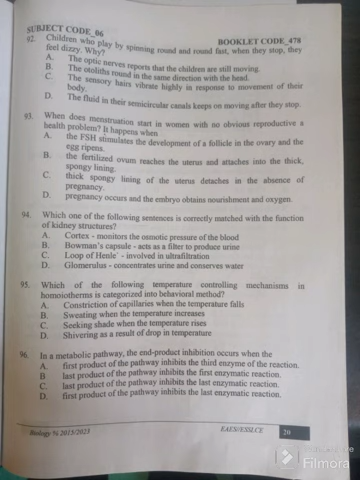 SUBJECT CODE_06
BOOKLET CODE_478
92. Children who play by spinning round and round fast, when they stop, they
feel dizzy. Why?
A. The optic nerves reports that the children are still moving.
B. The otoliths round in the same direction with the head.
C. The sensory hairs vibrate highly in response to movement of their
body.
D. The fluid in their semicircular canals keeps on moving after they stop.
93. When does menstruation start in women with no obvious reproductive a
health problem? It happens when
A. the FSH stimulates the development of a follicle in the ovary and the
egg ripens.
B. the fertilized ovum reaches the uterus and attaches into the thick,
spongy lining.
C. thick spongy lining of the uterus detaches in the absence of
pregnancy.
D. pregnancy occurs and the embryo obtains nourishment and oxygen
94. Which one of the following sentences is correctly matched with the function
of kidney structures?
A. Cortex - monitors the osmotic pressure of the blood
B. Bowman's capsule - acts as a filter to produce urine
C. Loop of Henle' - involved in ultrafiltration
D. Glomerulus - concentrates urine and conserves water
95. Which of the following temperature controlling mechanisms in
homoiotherms is categorized into behavioral method?
A. Constriction of capillaries when the temperature falls
B. Sweating when the temperature increases
C. Seeking shade when the temperature rises
D. Shivering as a result of drop in temperature
96. In a metabolic pathway, the end-product inhibition occurs when the
A. first product of the pathway inhibits the third enzyme of the reaction.
B last product of the pathway inhibits the first enzymatic reaction.
C. last product of the pathway inhibits the last enzymatic reaction.
D. first product of the pathway inhibits the last enzymatic reaction.
EAES/ESSLCE 20
Filmora